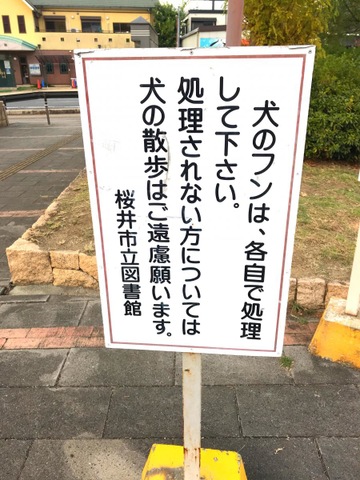 犬のフンは、各自で処理
して下さい。
処理されない方については
犬の散歩はご遠慮願います。
桜井市立図書館